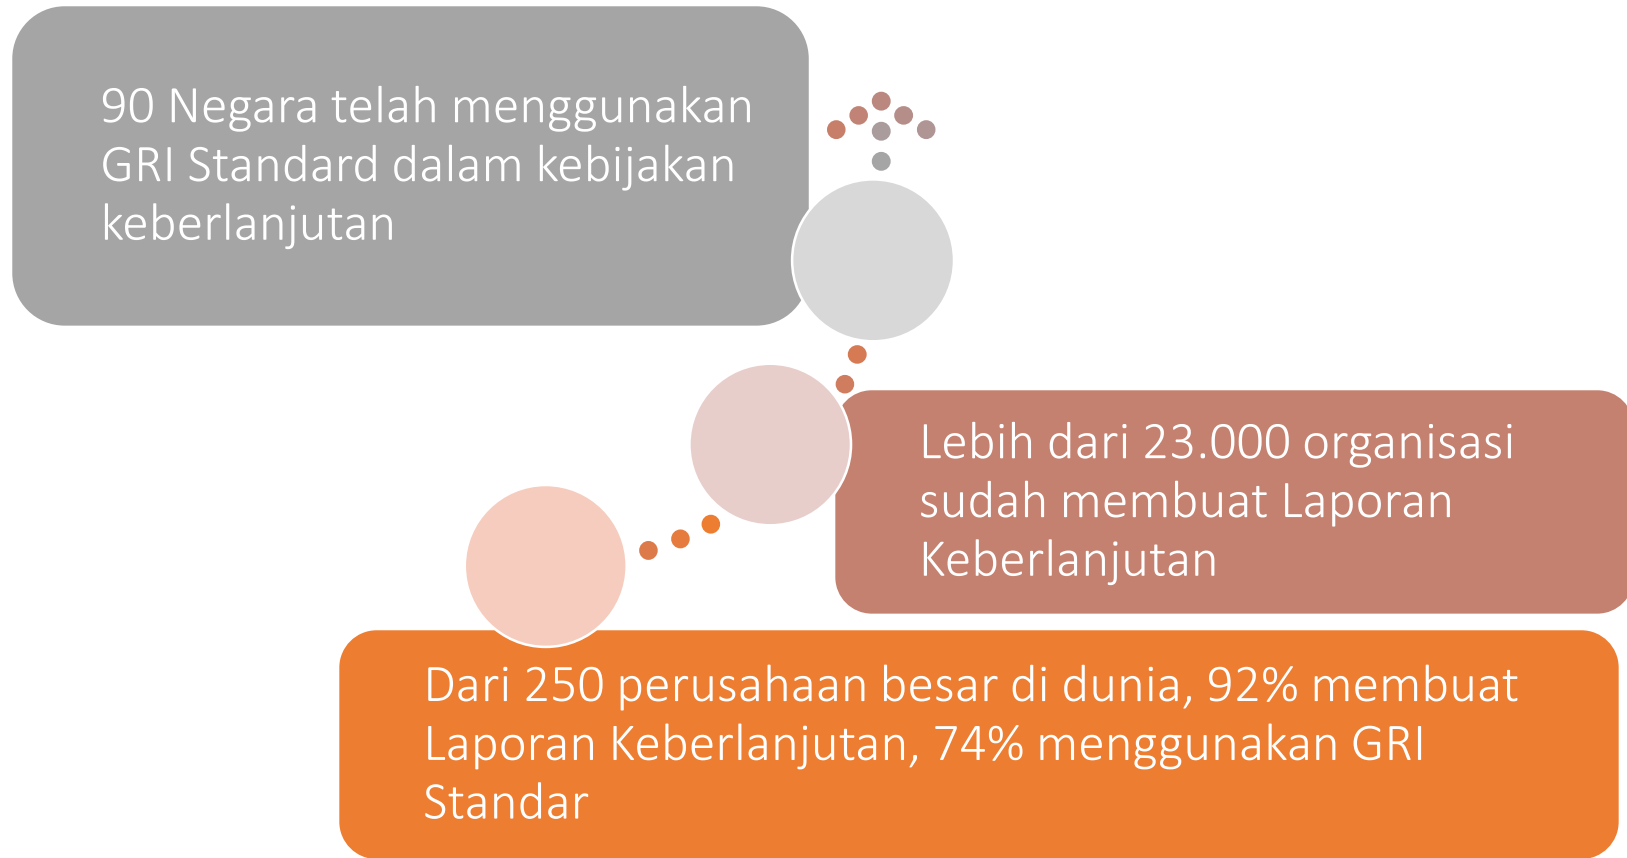 90 Negara telah menggunakan
GRI Standard dalam kebijakan
keberlanjutan
Lebih dari 23.000 organisasi
sudah membuat Laporan
Keberlanjutan
Dari 250 perusahaan besar di dunia, 92% membuat
Laporan Keberlanjutan, 74% menggunakan GRI
Standar